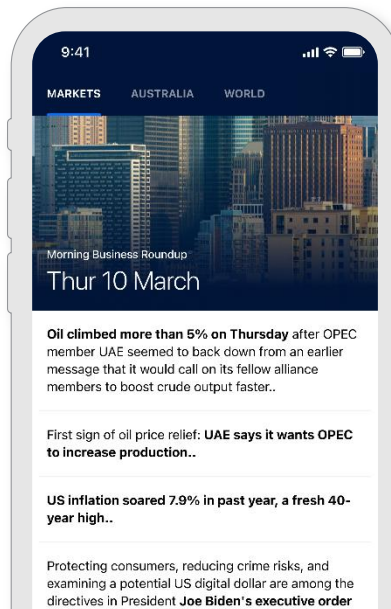 9:41
MARKETS AUSTRALIA WORLD
Morning Business Roundup
Thur 10 March
Oil climbed more than 5% on Thursday after OPEC
member UAE seemed to back down from an earlier
message that it would call on its fellow alliance
members to boost crude output faster..
First sign of oil price relief: UAE says it wants OPEC
to increase production..
US inflation soared 7.9% in past year, a fresh 40-
year high..
Protecting consumers, reducing crime risks, and
examining a potential US digital dollar are among the
directives in President Joe Biden's executive order